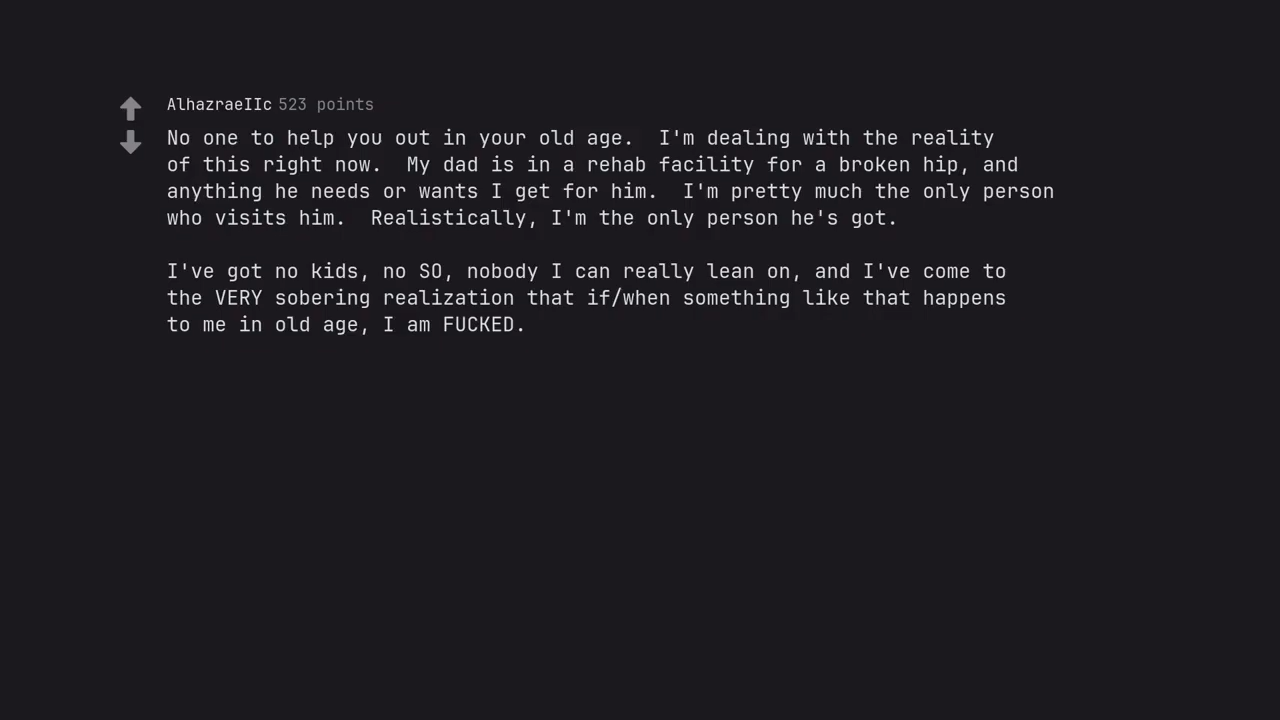 AlhazraeIIc 523 points
No one to help you out in your old age.  I'm dealing with the reality
of this right now.  My dad is in a rehab facility for a broken hip, and
anything he needs or wants I get for him.  I'm pretty much the only person
who visits him.  Realistically, I'm the only person he's got.
I've got no kids, no SO, nobody I can really lean on, and I've come to
the VERY sobering realization that if/when something like that happens
to me in old age, I am FUCKED.